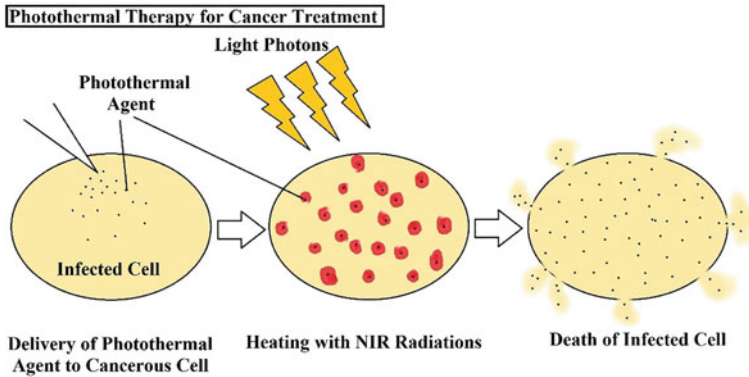 Photothermal Therapy for Cancer Treatment
Light Photons
Photothermal
Agent
Infected Cell
Delivery of Photothermal
Agent to Cancerous Cell
Heating with NIR Radiations
Death of Infected Cell